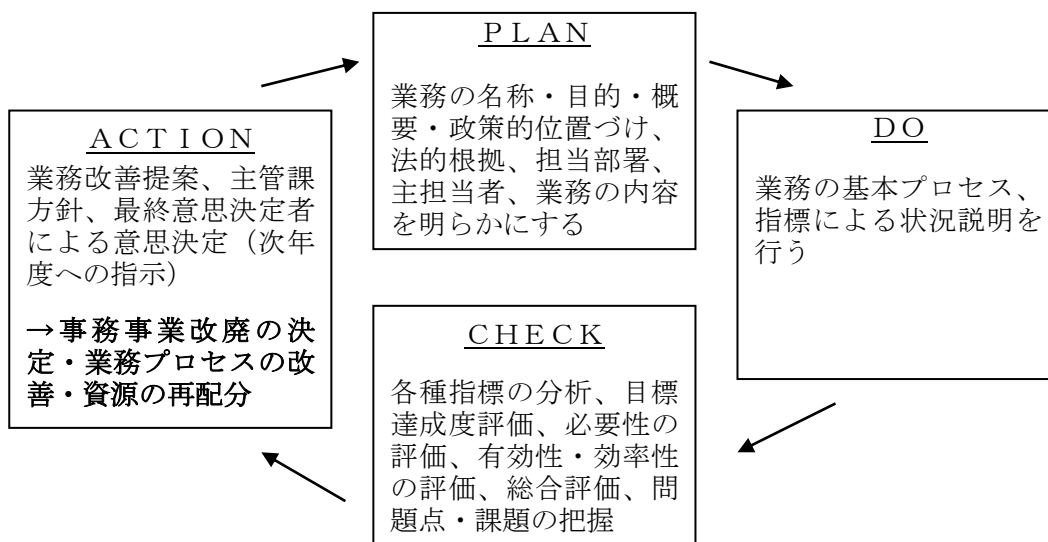 ＰＬＡＮ
業務の名称・目的・概
要・政策的位置づけ、
法的根拠、担当部署、
主担当者、業務の内容
を明らかにする
ＤＯ
業務の基本プロセス、
指標による状況説明を
行う
ＣＨＥＣＫ
各種指標の分析、目標
達成度評価、必要性の
評価、有効性・効率性
の評価、総合評価、問
題点・課題の把握
ＡＣＴＩＯＮ
業務改善提案、主管課
方針、最終意思決定者
による意思決定（次年
度への指示）
→事務事業改廃の決
定・業務プロセスの改
善・資源の再配分